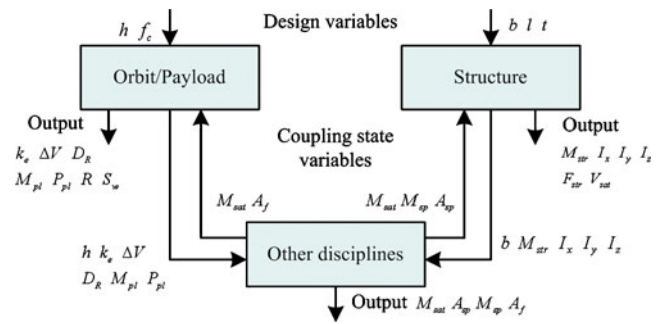 Design variables
h f_c
b l t
Orbit/Payload
Structure
Output
k_e ΔV D_R
M_pl P_pl R S_w
Coupling state
variables
Output
M_str I_x I_y I_z
F_str V_sat
M_sat A_f
M_sat M_sp A_sp
h k_e ΔV
D_R M_pl P_pl
Other disciplines
b M_str I_x I_y I_z
Output M_sat A_sp M_sp A_f